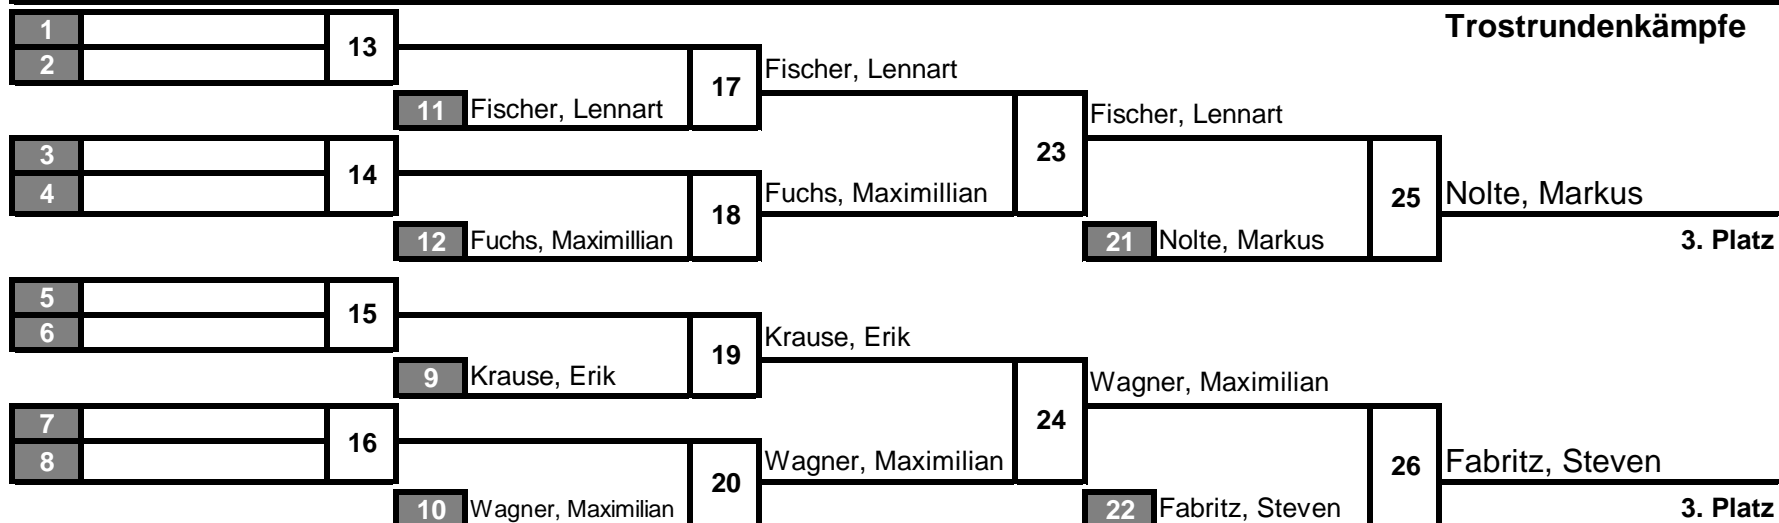 Trostrundenkämpfe
1
13
2
Fischer, Lennart
17
11 Fischer, Lennart
Fischer, Lennart
3
23
14
4
Fuchs, Maximillian
25 Nolte, Markus
18
12 Fuchs, Maximillian
21 Nolte, Markus
3. Platz
5
15
6
Krause, Erik
19
9 Krause, Erik
Wagner, Maximilian
7
24
16
8
Wagner, Maximilian
26 Fabritz, Steven
20
10 Wagner, Maximilian
22 Fabritz, Steven
3. Platz